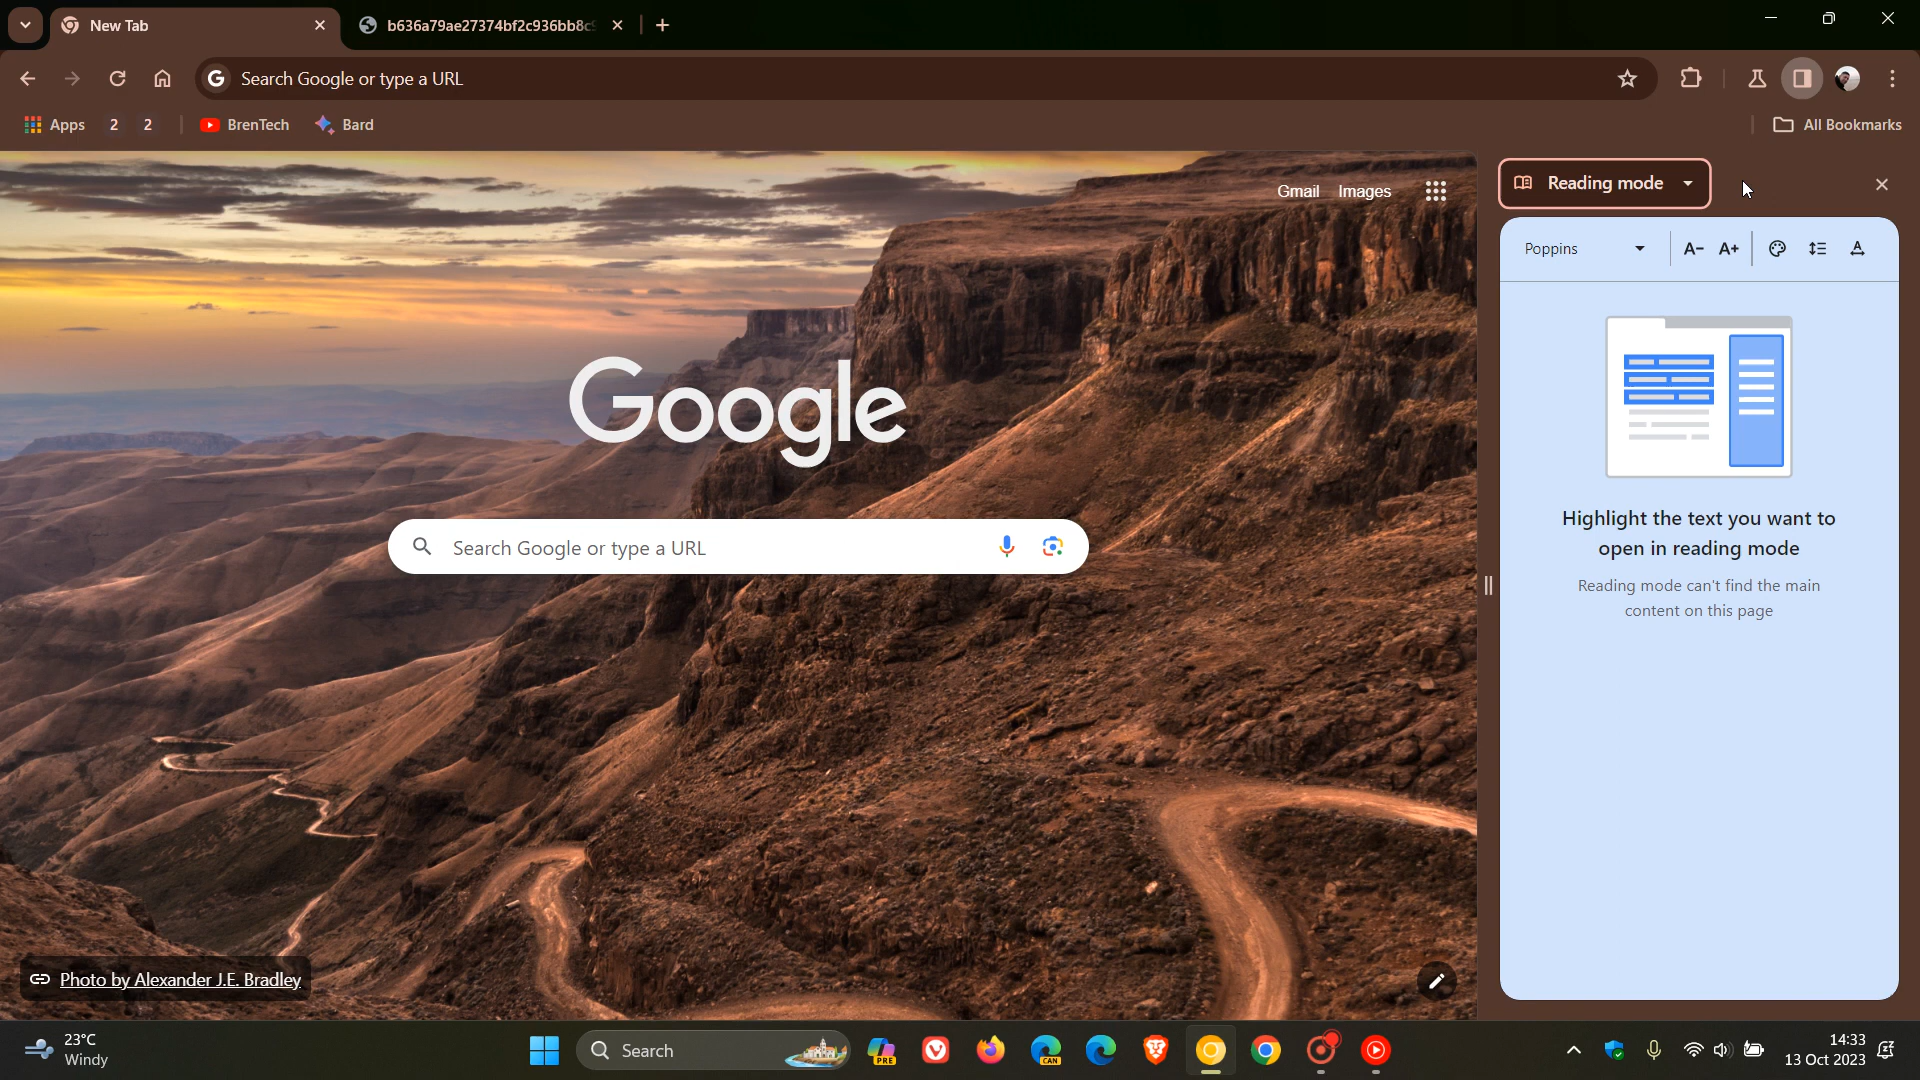 New Tab
b636a79ae27374bf2c936bb8c
Search Google or type a URL
Apps 2 2 BrenTech Bard All Bookmarks
Gmail Images
Reading mode
Poppins A- A+
Google
Search Google or type a URL
Highlight the text you want to
open in reading mode
Reading mode can't find the main
content on this page
Photo by Alexander J.E. Bradley
23°C
Windy
Search
PRE
CAN
14:33
13 Oct 2023